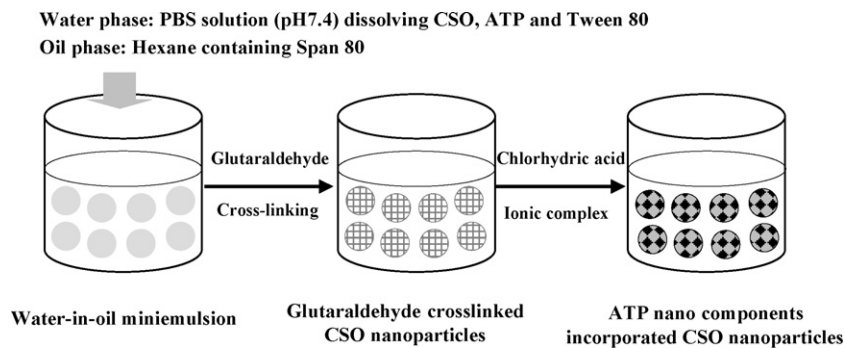 Water phase: PBS solution (pH7.4) dissolving CSO, ATP and Tween 80
Oil phase: Hexane containing Span 80
Glutaraldehyde
Cross-linking
Chlorhydric acid
Ionic complex
Water-in-oil miniemulsion
Glutaraldehyde crosslinked
CSO nanoparticles
ATP nano components
incorporated CSO nanoparticles